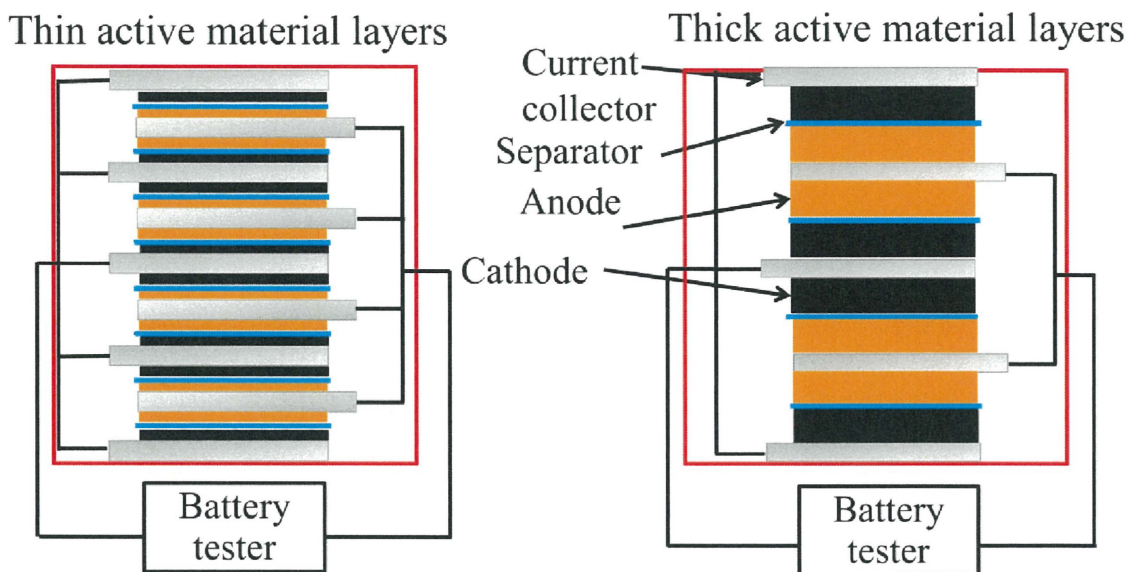 Thin active material layers
Thick active material layers
Current
collector
Separator
Anode
Cathode
Battery
tester
Battery
tester